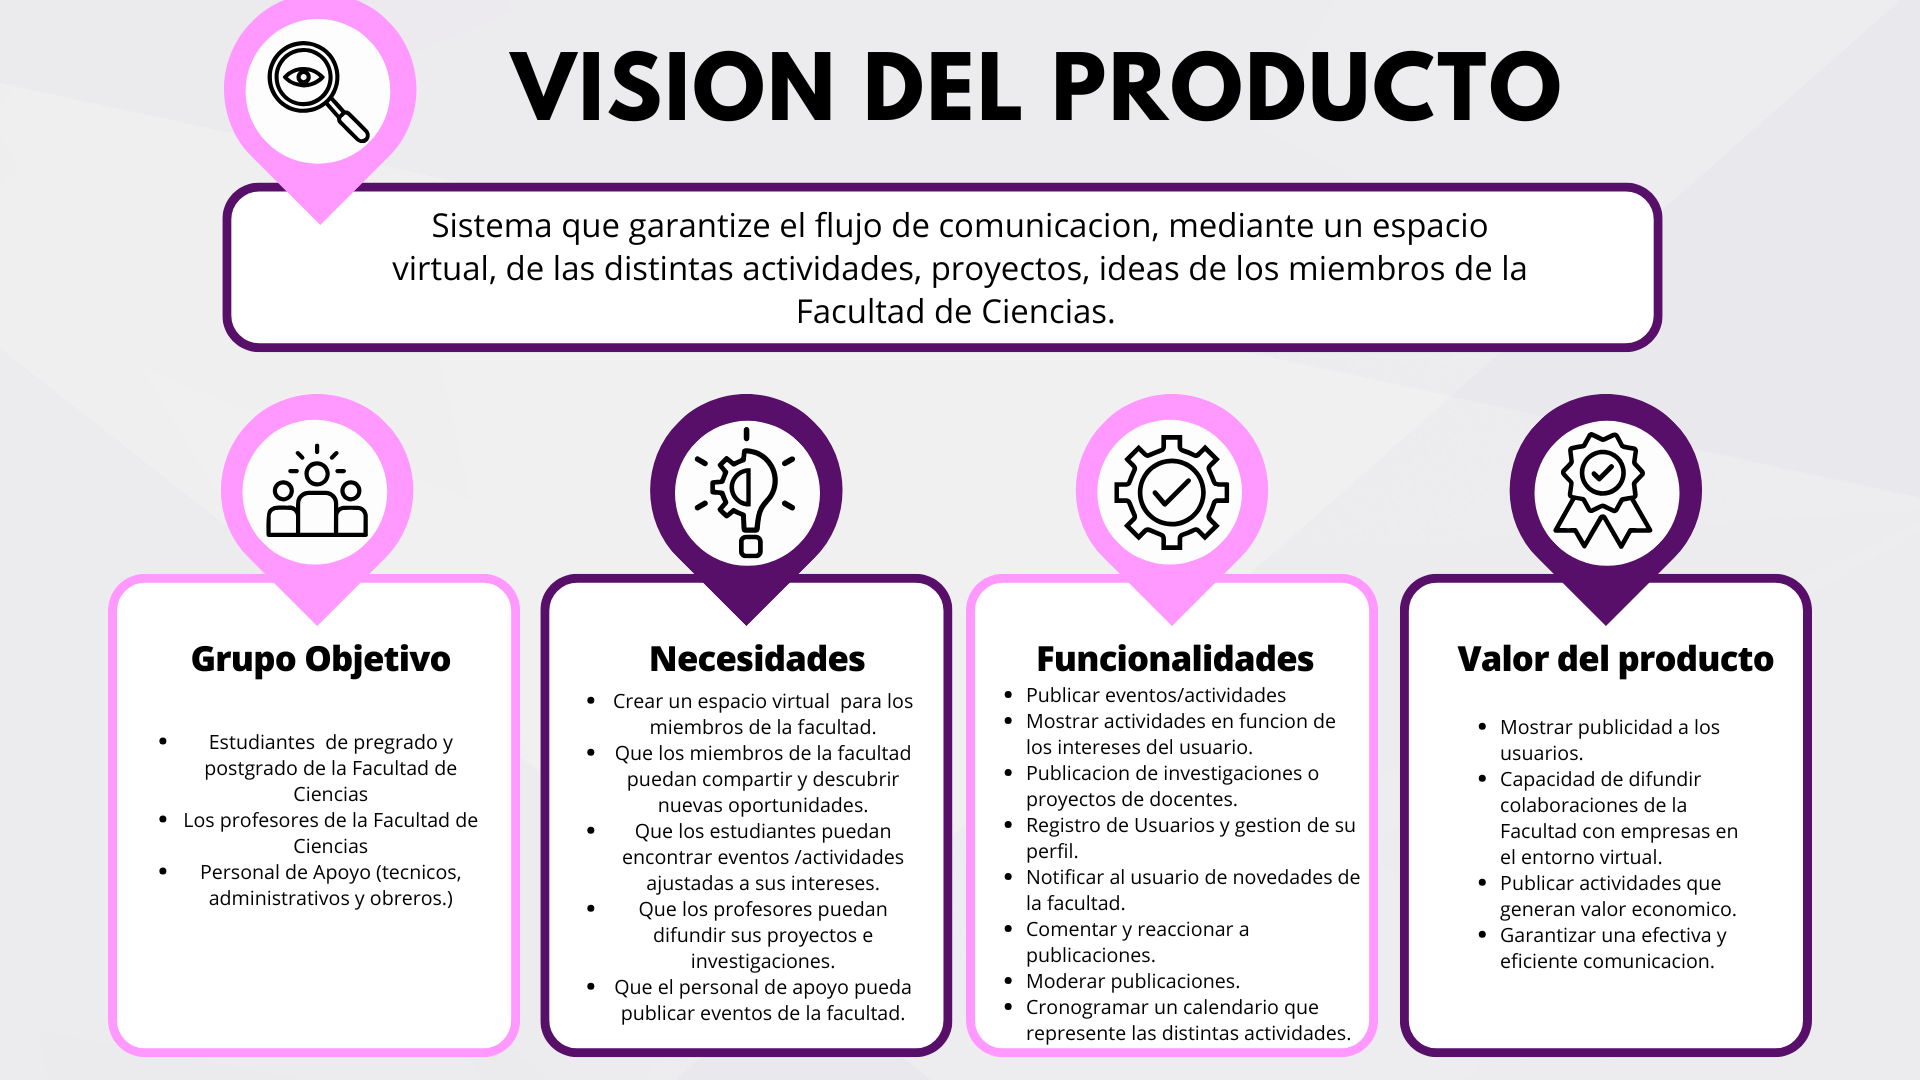 VISION DEL PRODUCTO
Sistema que garantize el flujo de comunicacion, mediante un espacio
virtual, de las distintas actividades, proyectos, ideas de los miembros de la
Facultad de Ciencias.
Grupo Objetivo
• Estudiantes de pregrado y
postgrado de la Facultad de
Ciencias
• Los profesores de la Facultad de
Ciencias
• Personal de Apoyo (tecnicos,
administrativos y obreros.)
Necesidades
• Crear un espacio virtual para los
miembros de la facultad.
• Que los miembros de la facultad
puedan compartir y descubrir
nuevas oportunidades.
• Que los estudiantes puedan
encontrar eventos /actividades
ajustadas a sus intereses.
• Que los profesores puedan
difundir sus proyectos e
investigaciones.
• Que el personal de apoyo pueda
publicar eventos de la facultad.
Funcionalidades
• Publicar eventos/actividades
• Mostrar actividades en funcion de
los intereses del usuario.
• Publicacion de investigaciones o
proyectos de docentes.
• Registro de Usuarios y gestion de su
perfil.
• Notificar al usuario de novedades de
la facultad.
• Comentar y reaccionar a
publicaciones.
• Moderar publicaciones.
• Cronogramar un calendario que
represente las distintas actividades.
Valor del producto
• Mostrar publicidad a los
usuarios.
• Capacidad de difundir
colaboraciones de la
Facultad con empresas en
el entorno virtual.
• Publicar actividades que
generan valor economico.
• Garantizar una efectiva y
eficiente comunicacion.